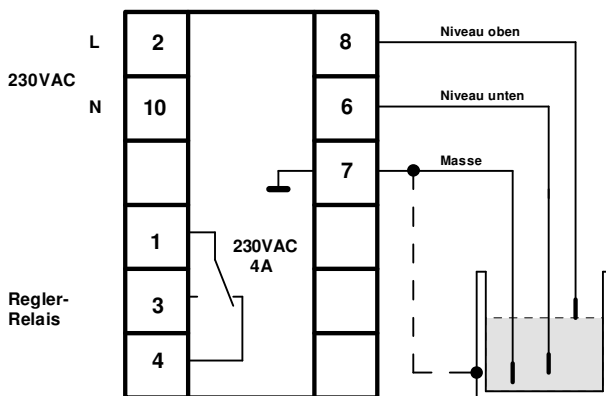 L
2
8
Niveau oben
230VAC
N
10
6
Niveau unten
7
Masse
1
230VAC
4A
Regler-
Relais
3
4